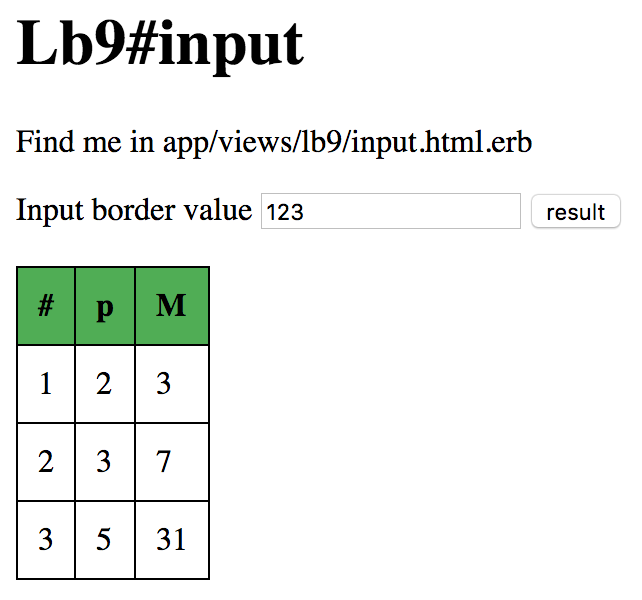 Lb9#input
Find me in app/views/lb9/input.html.erb
Input border value 123 result
# p M
1 2 3
2 3 7
3 5 31